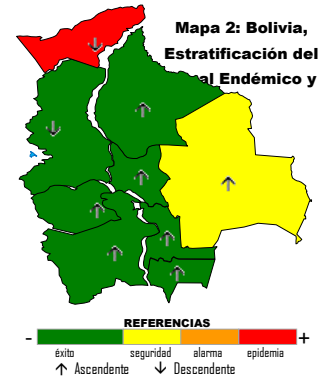 Mapa 2: Bolivia,
Estratificación del
al Endémico y
REFERENCIAS
- +
éxito seguridad alarma epidemia
↑ Ascendente ↓ Descendente